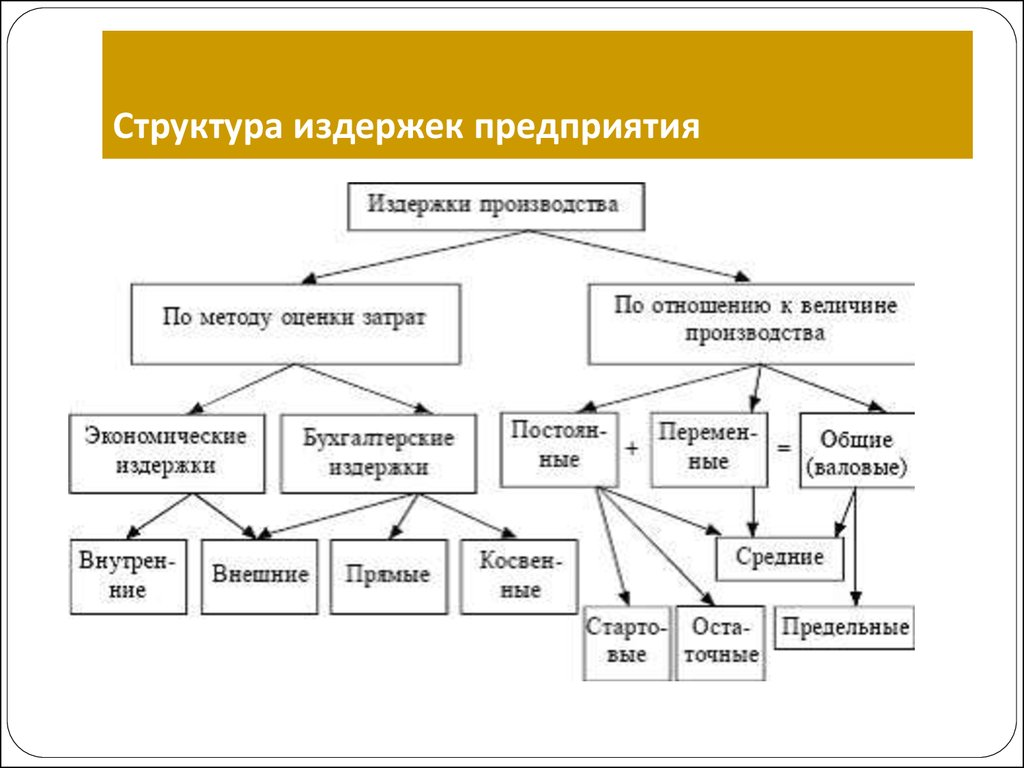 Структура издержек предприятия
Издержки производства
По методу оценки затрат
По отношению к величине
производства
Экономические
издержки
Бухгалтерские
издержки
Постоян-
ные
+
Перемен-
ные
=
Общие
(валовые)
Внутрен-
ние
Внешние
Прямые
Косвен-
ные
Средние
Старто-
вые
Оста-
точные
Предельные